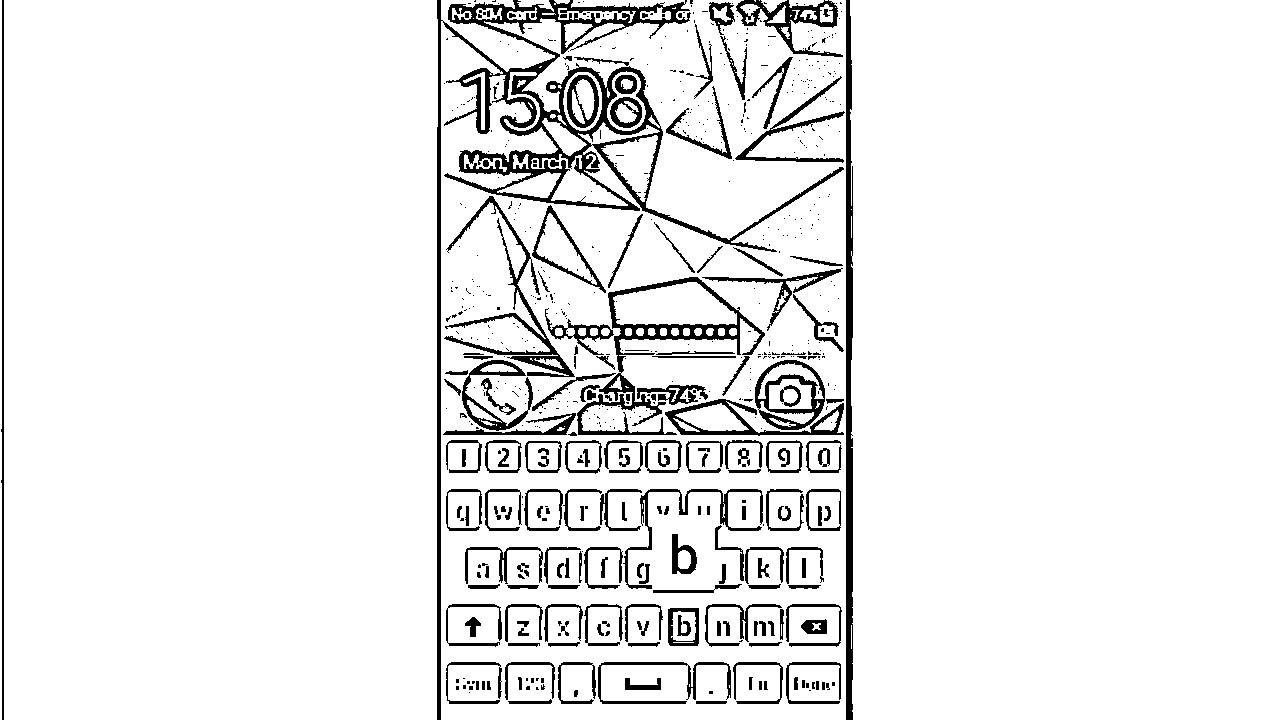 No SIM card – Emergency calls or 74%
15:08
Mon, March 12
Charging: 74%
1 2 3 4 5 6 7 8 9 0
q w e r t y u i o p
a s d f g b j k l
z x c v b n m
Sym 123 , . En Done